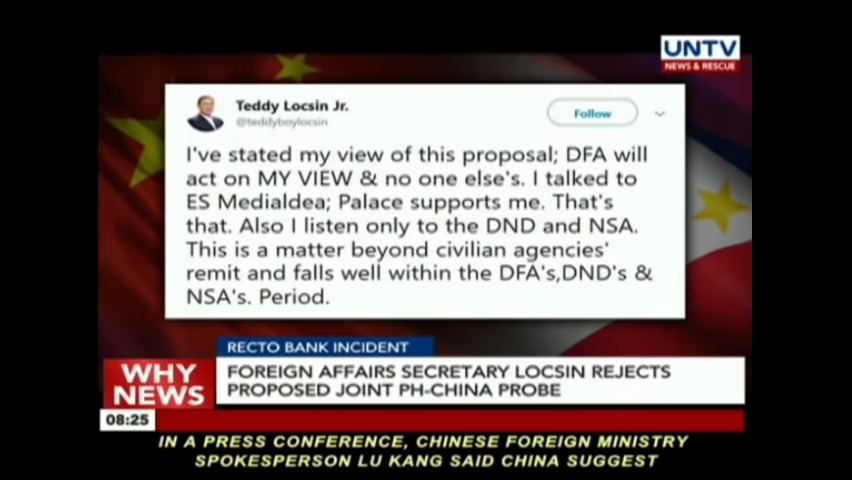 UNTV
NEWS & RESCUE
Teddy Locsin Jr.
@teddyboylocsin
Follow
I've stated my view of this proposal; DFA will
act on MY VIEW & no one else's. I talked to
ES Medialdea; Palace supports me. That's
that. Also I listen only to the DND and NSA.
This is a matter beyond civilian agencies'
remit and falls well within the DFA's,DND's &
NSA's. Period.
RECTO BANK INCIDENT
WHY
NEWS
FOREIGN AFFAIRS SECRETARY LOCSIN REJECTS
PROPOSED JOINT PH-CHINA PROBE
08:25
IN A PRESS CONFERENCE, CHINESE FOREIGN MINISTRY
SPOKESPERSON LU KANG SAID CHINA SUGGEST